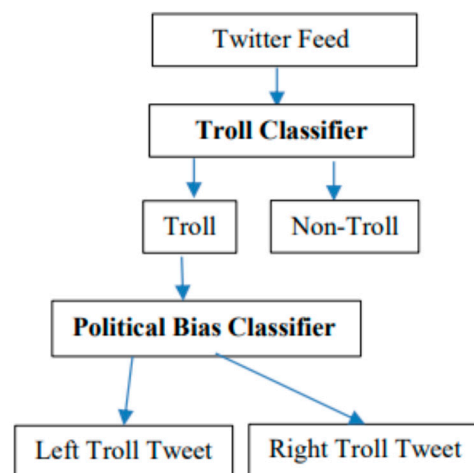 Twitter Feed
Troll Classifier
Troll
Non-Troll
Political Bias Classifier
Left Troll Tweet
Right Troll Tweet